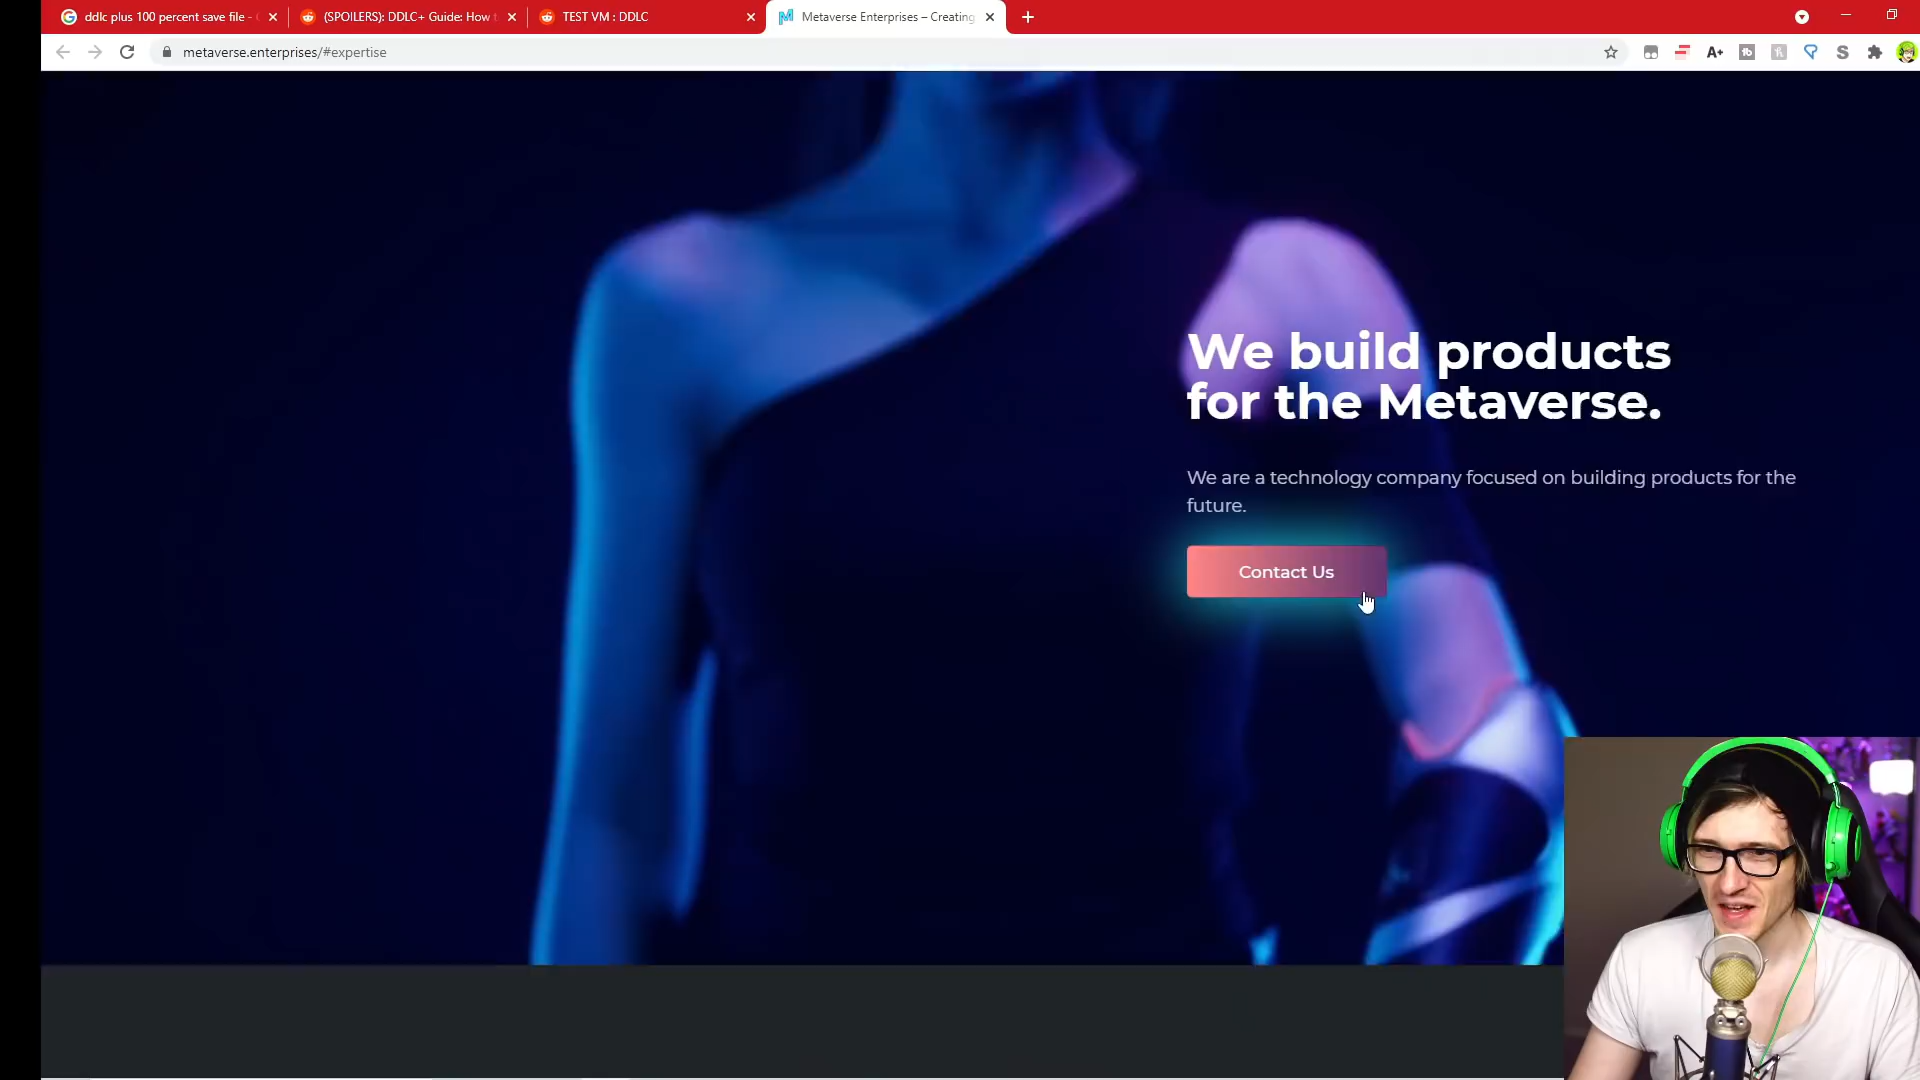 ddlc plus 100 percent save file -
(SPOILERS): DDLC+ Guide: How t
TEST VM : DDLC
Metaverse Enterprises – Creating
metaverse.enterprises/#expertise
A+
S
We build products
for the Metaverse.
We are a technology company focused on building products for the
future.
Contact Us